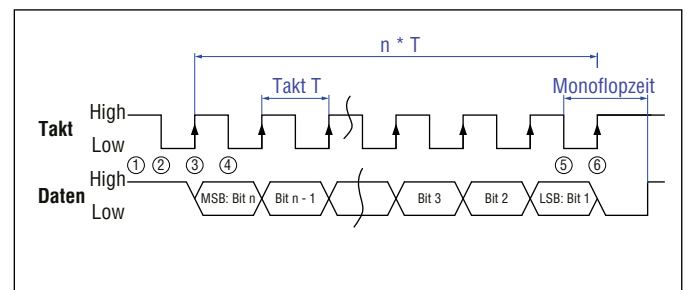 n * T
Takt T
Monoflopzeit
High
Takt
Low
① ② ③ ④ ⑤ ⑥
High
Daten
Low
MSB: Bit n
Bit n - 1
Bit 3
Bit 2
LSB: Bit 1